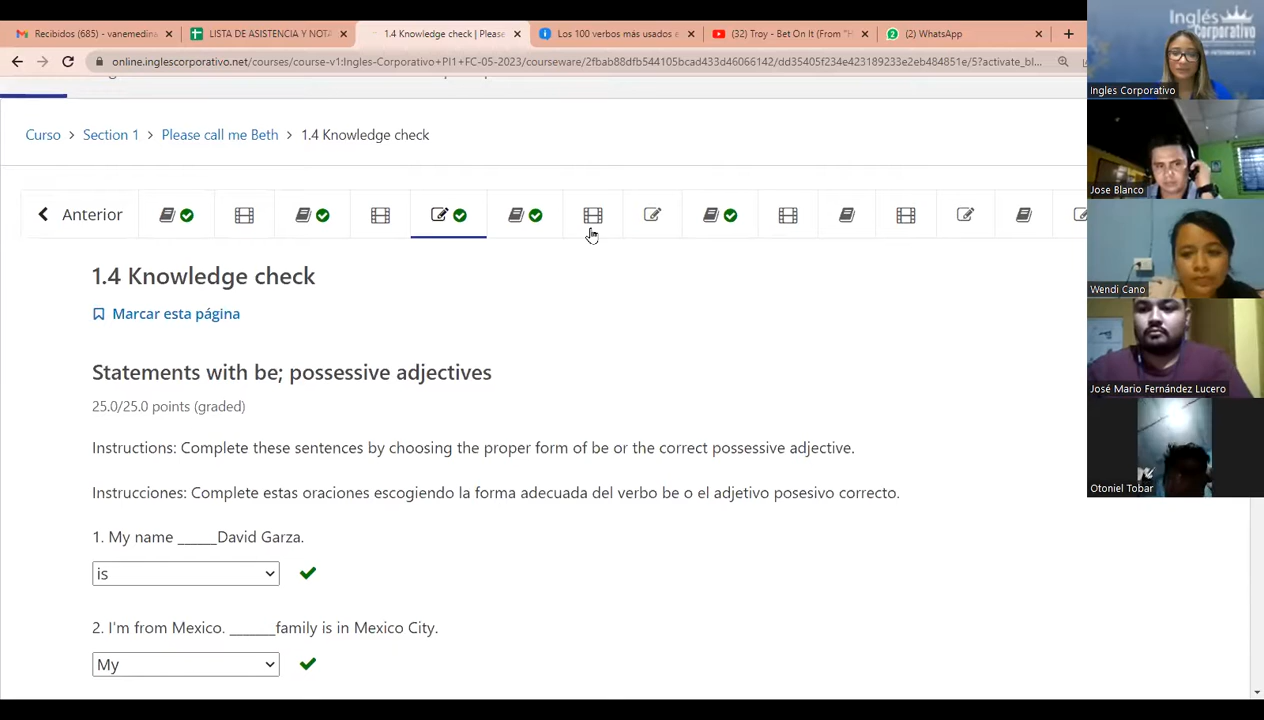 Recibidos (685) - vanemedin
LISTA DE ASISTENCIA Y NOTA
1.4 Knowledge check | Please
Los 100 verbos más usados e
(32) Troy - Bet On It (From "H
(2) WhatsApp
online.inglescorporativo.net/courses/course-v1:Ingles-Corporativo+PI1+FC-05-2023/courseware/2fbab88dfb544105bcad433d46066142/dd35405f234e423189233e2eb484851e/5?activate_bl...
Curso > Section 1 > Please call me Beth > 1.4 Knowledge check
Anterior
1.4 Knowledge check
Marcar esta página
Statements with be; possessive adjectives
25.0/25.0 points (graded)
Instructions: Complete these sentences by choosing the proper form of be or the correct possessive adjective.
Instrucciones: Complete estas oraciones escogiendo la forma adecuada del verbo be o el adjetivo posesivo correcto.
1. My name _____David Garza.
is
2. I'm from Mexico. ______family is in Mexico City.
My
Inglés
Corporativo
Ingles Corporativo
Jose Blanco
Wendi Cano
José Mario Fernández Lucero
Otoniel Tobar